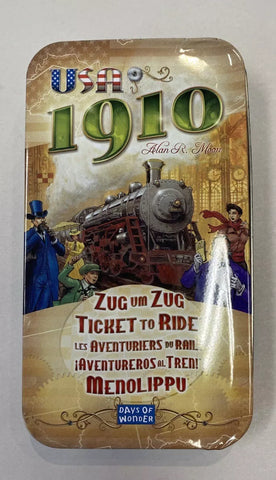 USA
1910
Alan R. Moon
ZUG UM ZUG
TICKET TO RIDE
LES AVENTURIERS DU RAIL
¡AVENTUREROS AL TREN!
MENOLIPPU
DAYS OF
WONDER